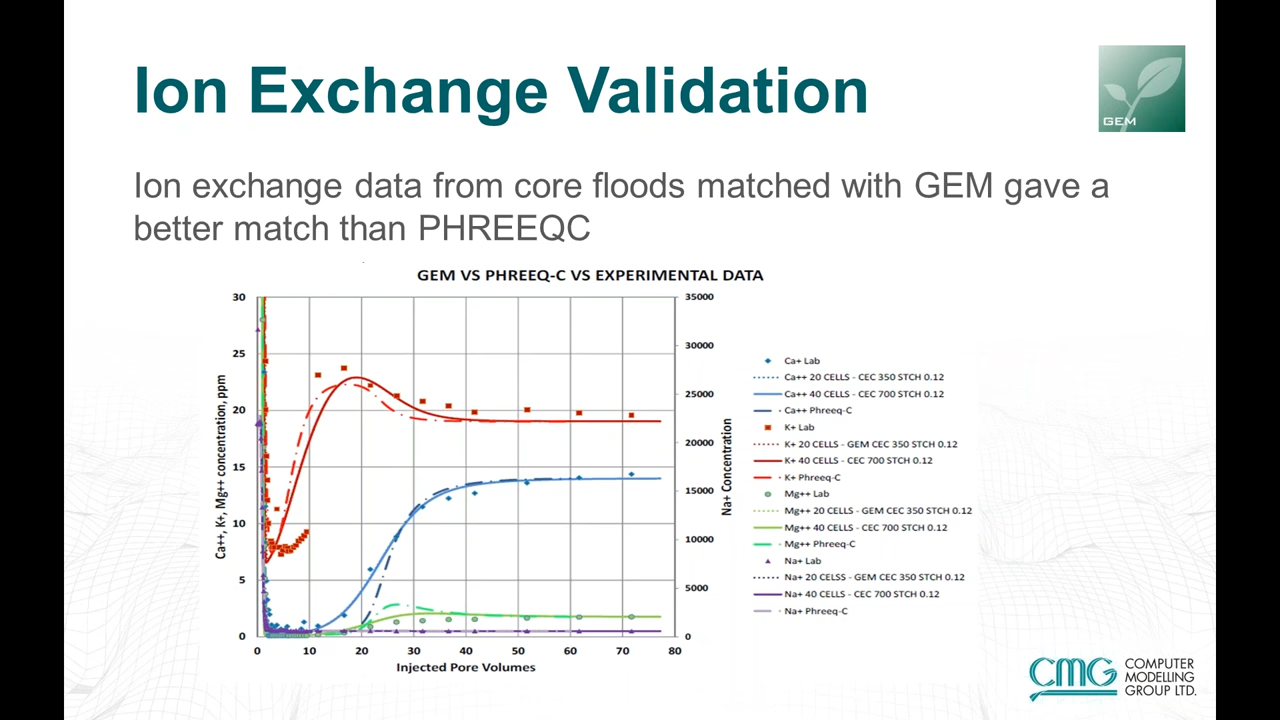 Ion Exchange Validation
GEM
Ion exchange data from core floods matched with GEM gave a
better match than PHREEQC
GEM VS PHREEQ-C VS EXPERIMENTAL DATA
Ca++, K+, Mg++ concentration, ppm
30
25
20
15
10
5
0
0
10
20
30
40
50
60
70
80
Injected Pore Volumes
35000
30000
25000
20000
15000
10000
5000
0
Na+ Concentration
Ca+ Lab
Ca++ 20 CELLS - CEC 350 STCH 0.12
Ca++ 40 CELLS - CEC 700 STCH 0.12
Ca++ Phreeq-C
K+ Lab
K+ 20 CELLS - GEM CEC 350 STCH 0.12
K+ 40 CELLS - CEC 700 STCH 0.12
K+ Phreeq-C
Mg++ Lab
Mg++ 20 CELLS - GEM CEC 350 STCH 0.12
Mg++ 40 CELLS - CEC 700 STCH 0.12
Mg++ Phreeq-C
Na+ Lab
Na+ 20 CELSS - GEM CEC 350 STCH 0.12
Na+ 40 CELLS - CEC 700 STCH 0.12
Na+ Phreeq-C
CMG
COMPUTER
MODELLING
GROUP LTD.